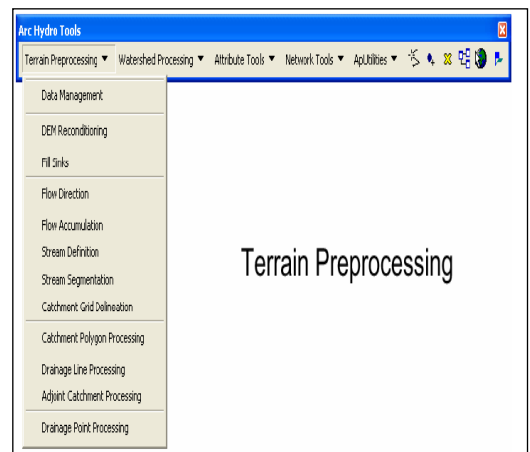 Arc Hydro Tools
Terrain Preprocessing Watershed Processing Attribute Tools Network Tools ApUtilities
Data Management
DEM Reconditioning
Fill Sinks
Flow Direction
Flow Accumulation
Stream Definition
Stream Segmentation
Catchment Grid Delineation
Catchment Polygon Processing
Drainage Line Processing
Adjoint Catchment Processing
Drainage Point Processing
Terrain Preprocessing